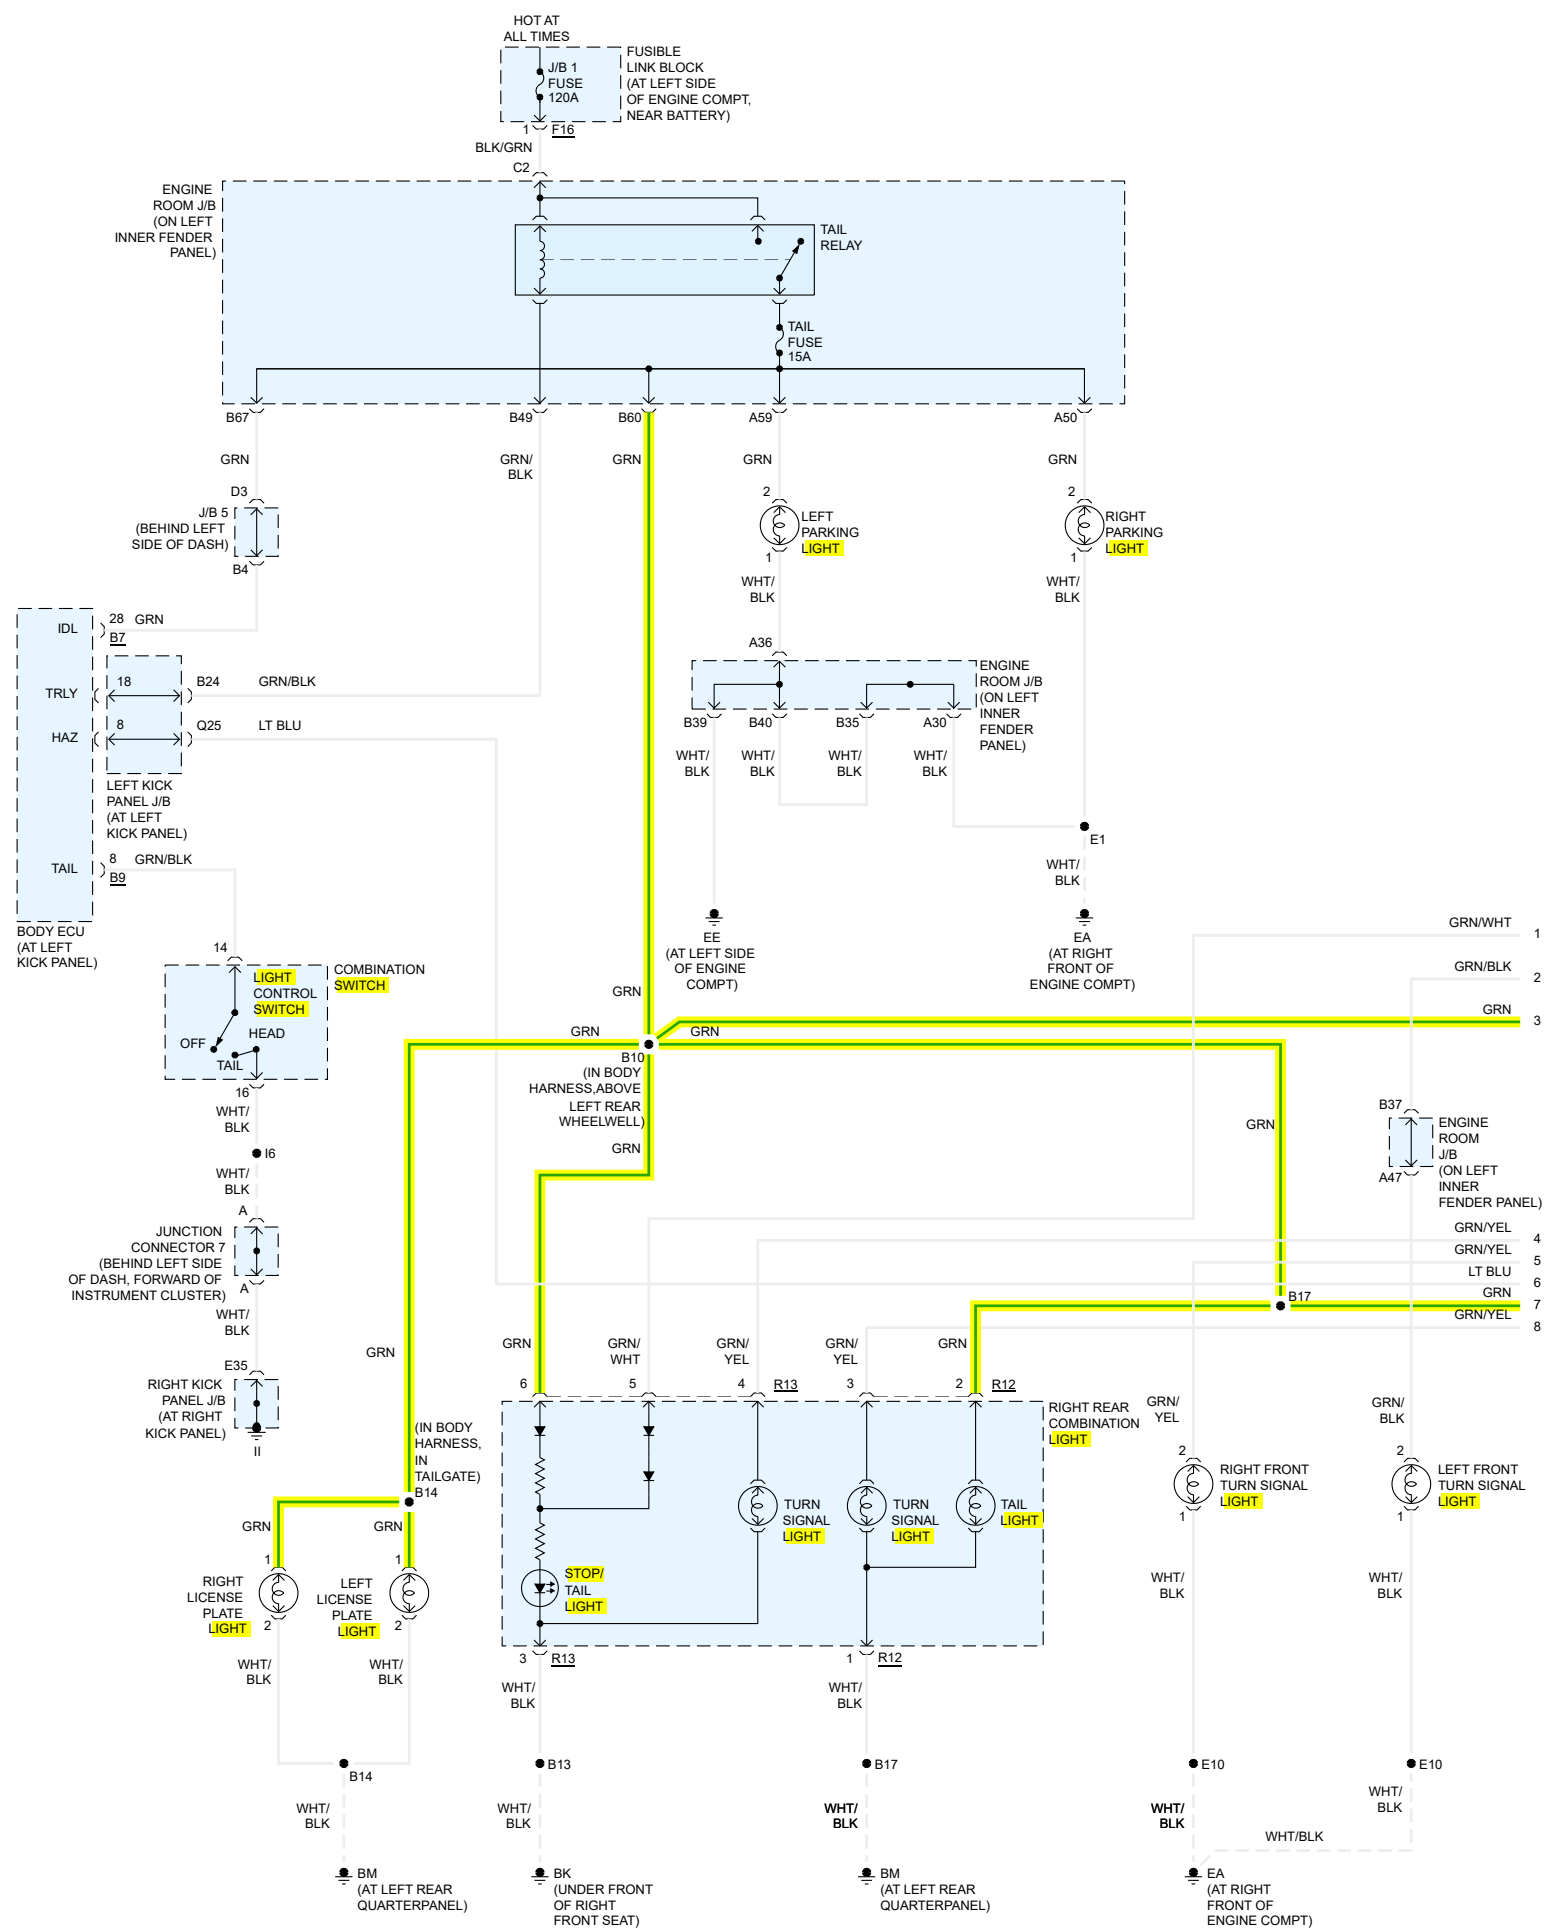 HOT AT
ALL TIMES
J/B 1
FUSE
120A
FUSIBLE
LINK BLOCK
(AT LEFT SIDE
OF ENGINE COMPT,
NEAR BATTERY)
1 F16
BLK/GRN
C2
ENGINE
ROOM J/B
(ON LEFT
INNER FENDER
PANEL)
TAIL
RELAY
TAIL
FUSE
15A
B67 B49 B60 A59 A50
GRN GRN/
BLK GRN GRN GRN
D3
J/B 5
(BEHIND LEFT
SIDE OF DASH)
B4
2
LEFT
PARKING
LIGHT
1
2
RIGHT
PARKING
LIGHT
1
WHT/
BLK
WHT/
BLK
IDL
28 GRN
B7
TRLY
18
B24 GRN/BLK
HAZ
8
Q25 LT BLU
LEFT KICK
PANEL J/B
(AT LEFT
KICK PANEL)
TAIL
8 GRN/BLK
B9
BODY ECU
(AT LEFT
KICK PANEL)
A36
ENGINE
ROOM J/B
(ON LEFT
INNER
FENDER
PANEL)
B39 B40 B35 A30
WHT/
BLK
WHT/
BLK
WHT/
BLK
WHT/
BLK
E1
WHT/
BLK
EE
(AT LEFT SIDE
OF ENGINE
COMPT)
EA
(AT RIGHT
FRONT OF
ENGINE COMPT)
GRN/WHT 1
GRN/BLK 2
GRN 3
14
LIGHT
CONTROL
SWITCH
COMBINATION
SWITCH
OFF
HEAD
TAIL
16
WHT/
BLK
I6
WHT/
BLK
A
JUNCTION
CONNECTOR 7
(BEHIND LEFT SIDE
OF DASH, FORWARD OF
INSTRUMENT CLUSTER)
A
WHT/
BLK
E35
RIGHT KICK
PANEL J/B
(AT RIGHT
KICK PANEL)
II
GRN
GRN GRN
B10
(IN BODY
HARNESS,ABOVE
LEFT REAR
WHEELWELL)
GRN
GRN
B37
ENGINE
ROOM
J/B
(ON LEFT
INNER
FENDER PANEL)
A47
GRN/YEL 4
GRN/YEL 5
LT BLU 6
GRN 7
GRN/YEL 8
B17
GRN
GRN
GRN/
WHT
GRN/
YEL
GRN/
YEL
GRN
6 5 4 R13 3 2 R12
RIGHT REAR
COMBINATION
LIGHT
GRN/
YEL
GRN/
BLK
(IN BODY
HARNESS,
IN
TAILGATE)
B14
GRN GRN
1
RIGHT
LICENSE
PLATE
LIGHT
2
1
LEFT
LICENSE
PLATE
LIGHT
2
STOP/
TAIL
LIGHT
TURN
SIGNAL
LIGHT
TURN
SIGNAL
LIGHT
TAIL
LIGHT
2
RIGHT FRONT
TURN SIGNAL
LIGHT
1
2
LEFT FRONT
TURN SIGNAL
LIGHT
1
3 R13
1 R12
WHT/
BLK
WHT/
BLK
WHT/
BLK
WHT/
BLK
WHT/
BLK
WHT/
BLK
B14 B13 B17 E10 E10
WHT/
BLK
WHT/
BLK
WHT/
BLK
WHT/
BLK
WHT/
BLK
WHT/BLK
BM
(AT LEFT REAR
QUARTERPANEL)
BK
(UNDER FRONT
OF RIGHT
FRONT SEAT)
BM
(AT LEFT REAR
QUARTERPANEL)
EA
(AT RIGHT
FRONT OF
ENGINE COMPT)